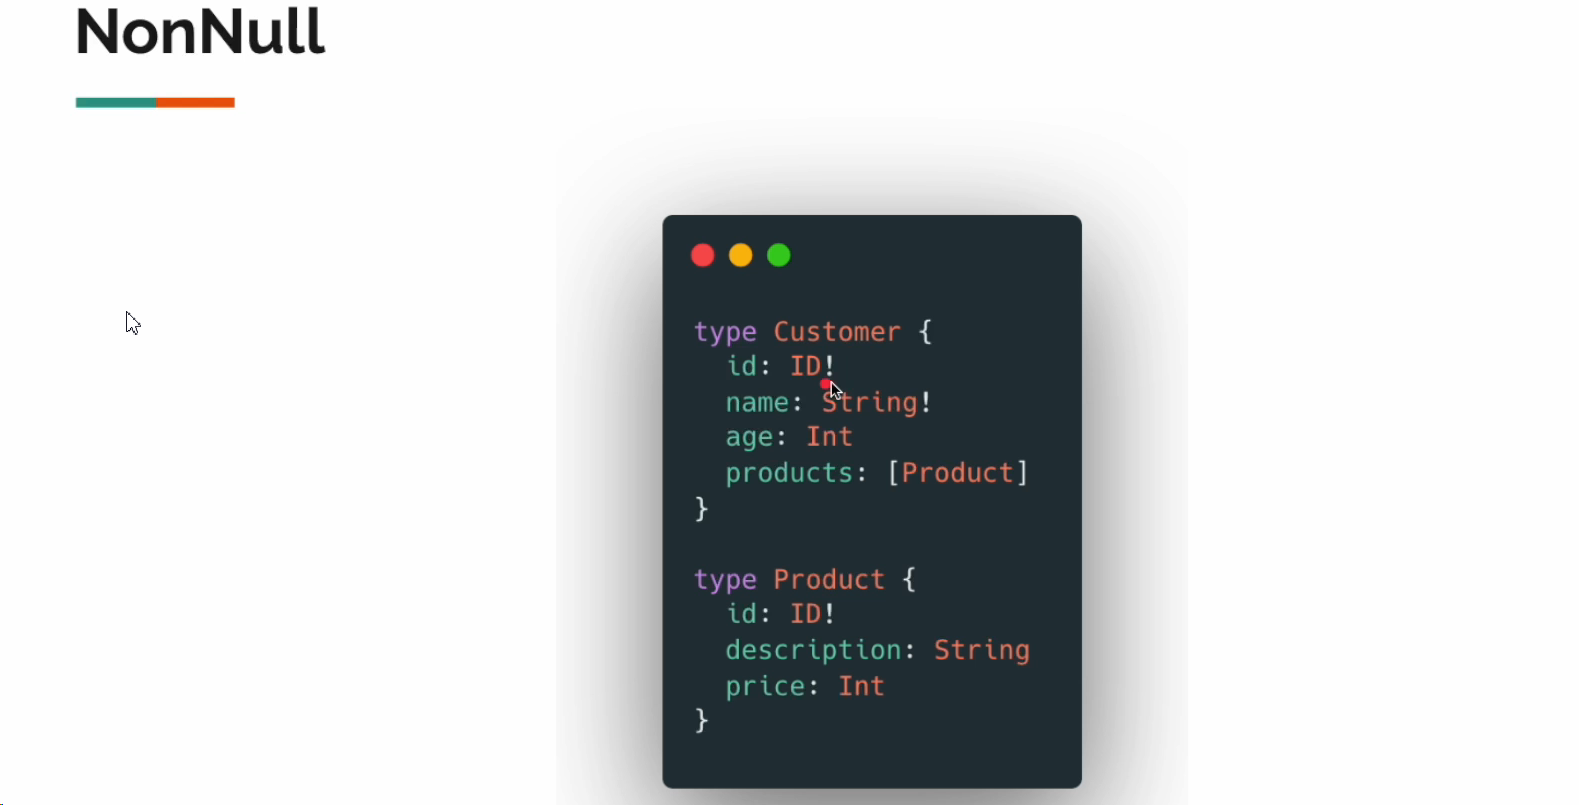 NonNull
type Customer {
  id: ID!
  name: String!
  age: Int
  products: [Product]
}
type Product {
  id: ID!
  description: String
  price: Int
}